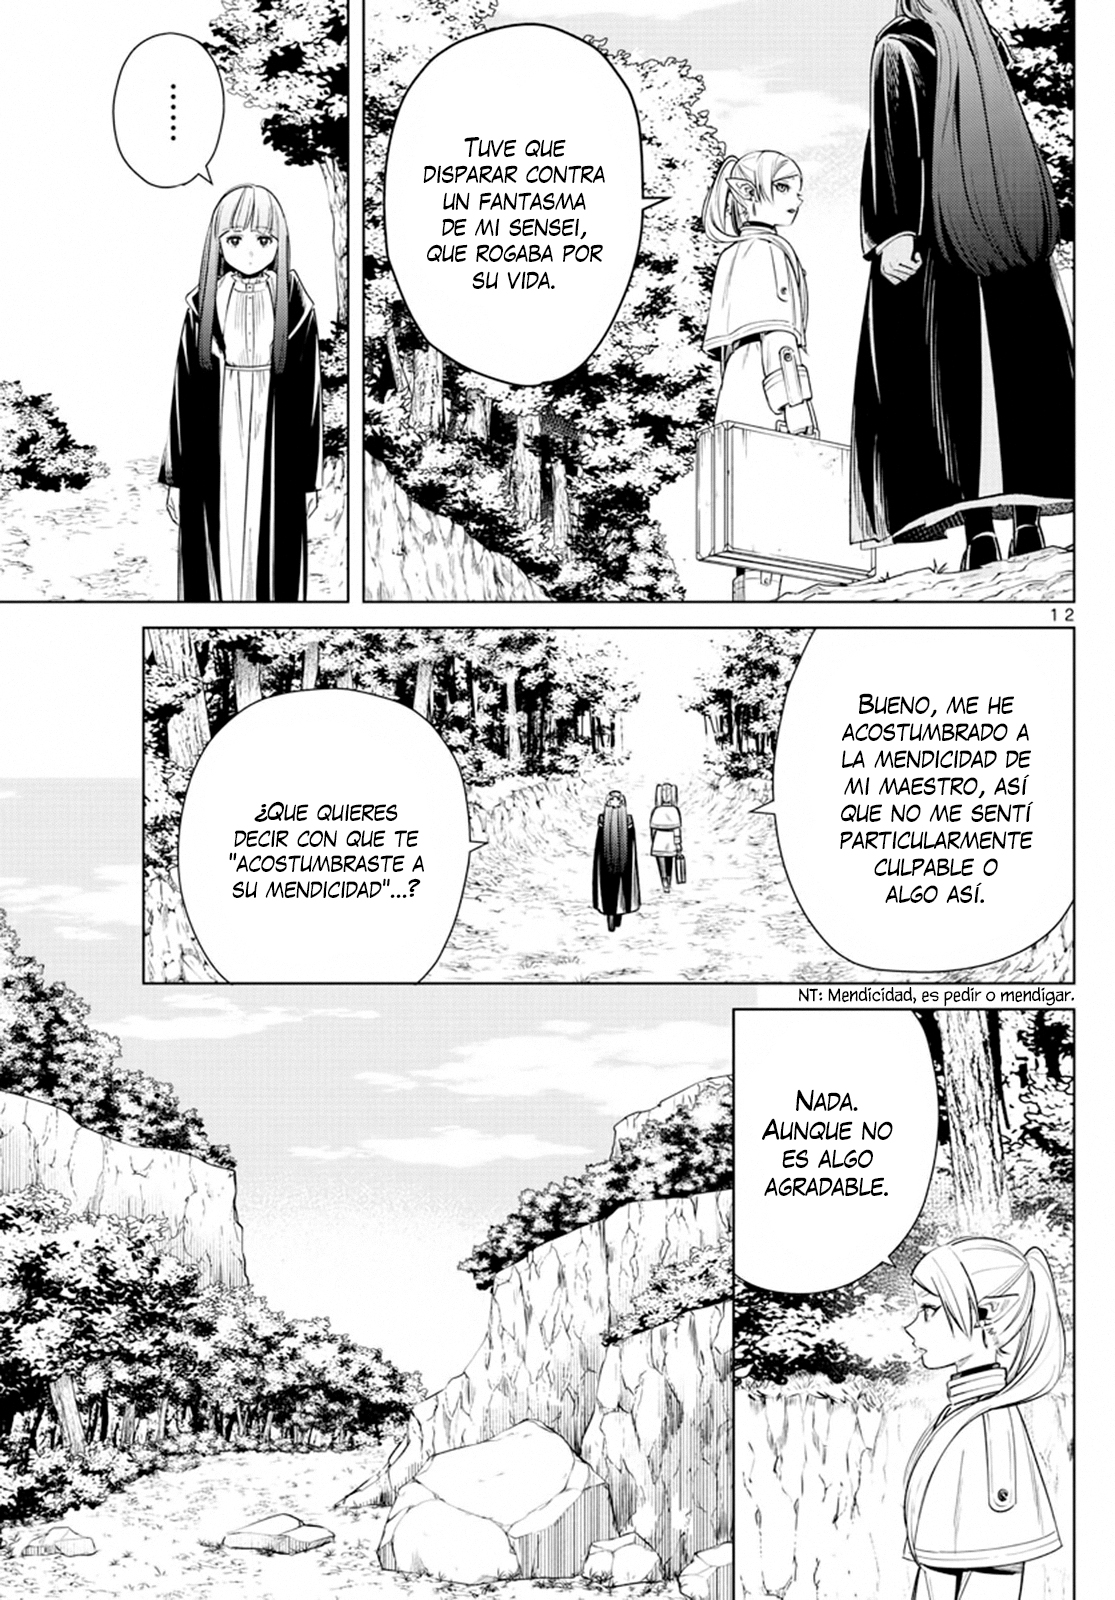 TUVE QUE
DISPARAR CONTRA
UN FANTASMA
DE MI SENSEI,
QUE ROGABA POR
SU VIDA.
......
12
BUENO, ME HE
ACOSTUMBRADO A
LA MENDICIDAD DE
MI MAESTRO, ASÍ
QUE NO ME SENTÍ
PARTICULARMENTE
CULPABLE O
ALGO ASÍ.
¿QUE QUIERES
DECIR CON QUE TE
"ACOSTUMBRASTE A
SU MENDICIDAD"...?
NT: Mendicidad, es pedir o mendigar.
NADA.
AUNQUE NO
ES ALGO
AGRADABLE.